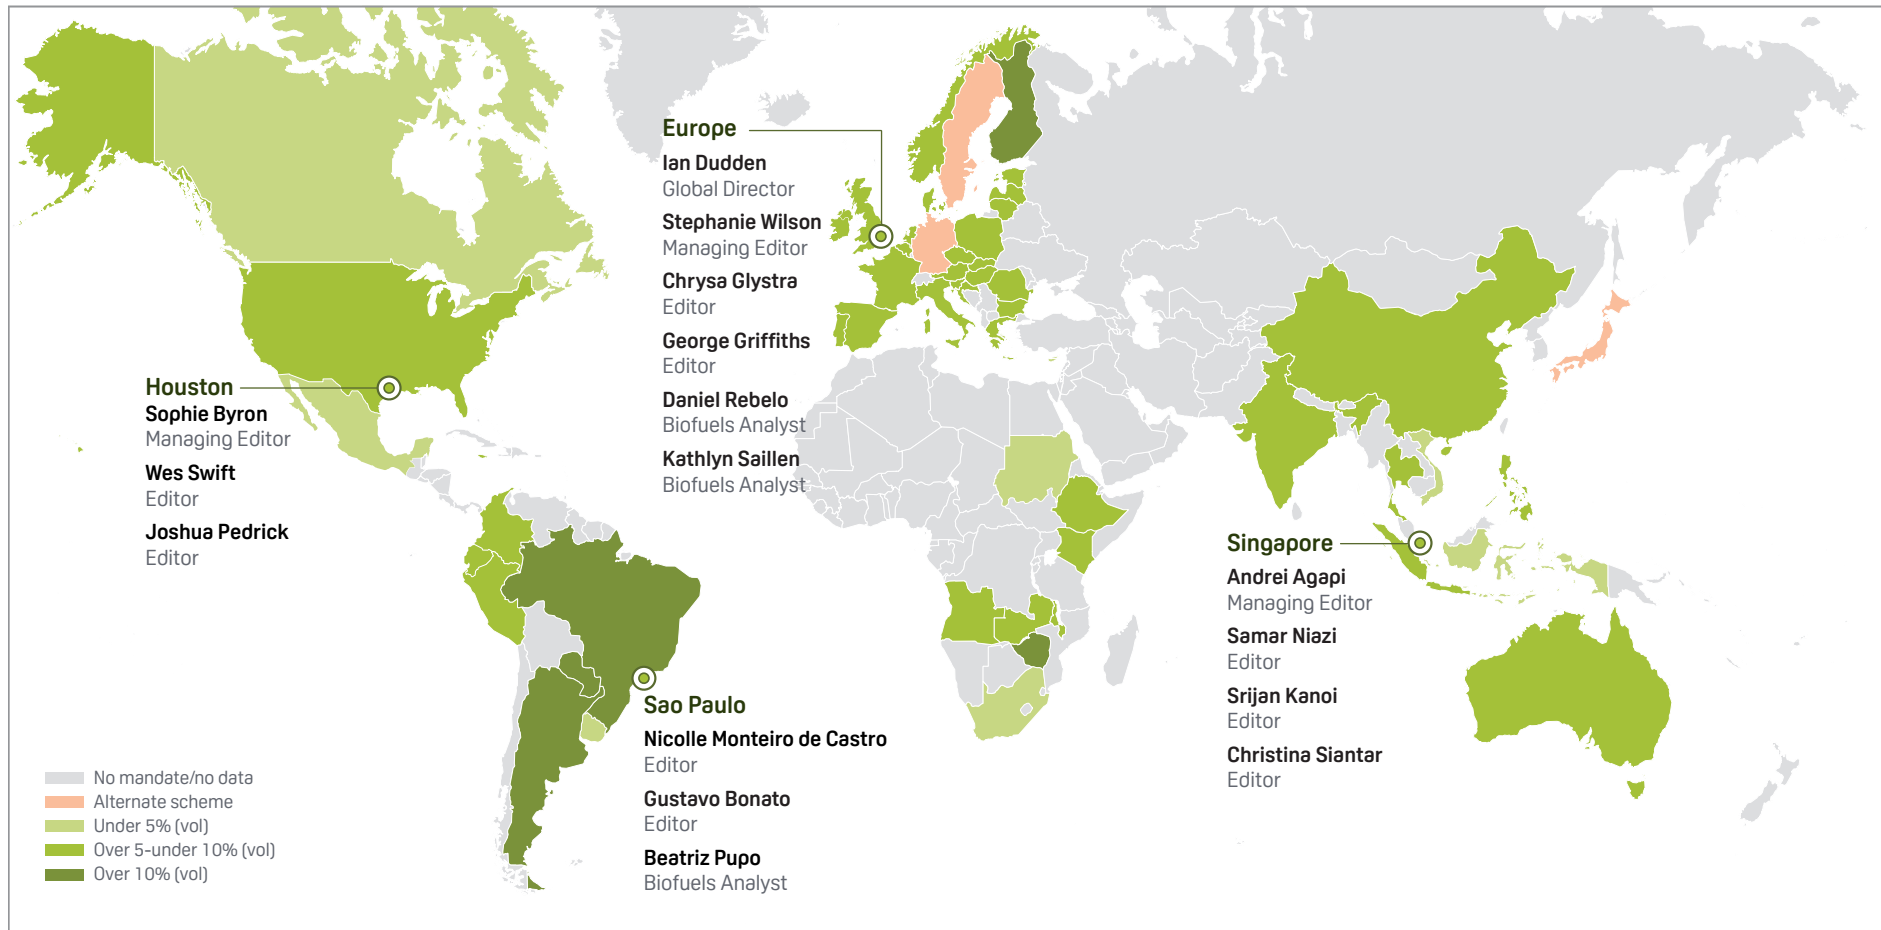 Europe
Ian Dudden
Global Director
Stephanie Wilson
Managing Editor
Chrysa Glystra
Editor
George Griffiths
Editor
Daniel Rebelo
Biofuels Analyst
Kathlyn Saillen
Biofuels Analyst
Houston
Sophie Byron
Managing Editor
Wes Swift
Editor
Joshua Pedrick
Editor
Singapore
Andrei Agapi
Managing Editor
Samar Niazi
Editor
Srijan Kanoi
Editor
Christina Siantar
Editor
Sao Paulo
Nicolle Monteiro de Castro
Editor
Gustavo Bonato
Editor
Beatriz Pupo
Biofuels Analyst
No mandate/no data
Alternate scheme
Under 5% (vol)
Over 5-under 10% (vol)
Over 10% (vol)